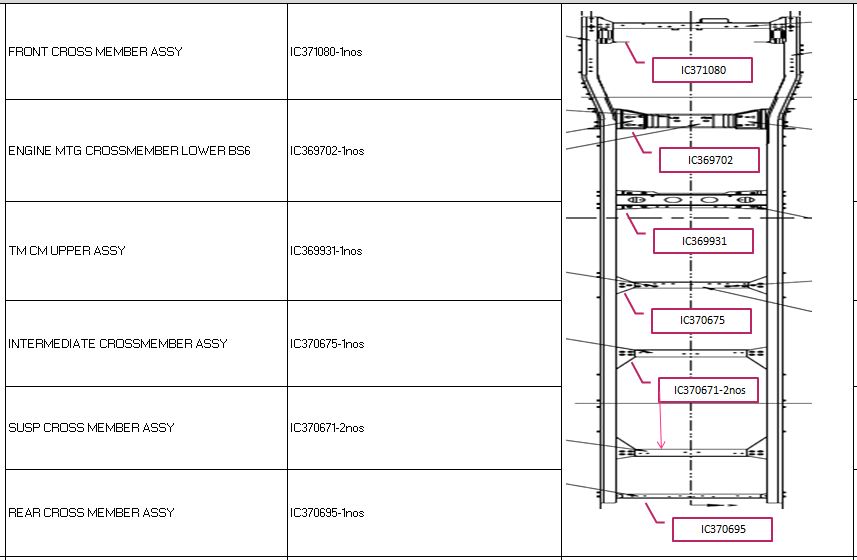 FRONT CROSS MEMBER ASSY
IC371080-1nos
ENGINE MTG CROSSMEMBER LOWER BS6
IC369702-1nos
TM CM UPPER ASSY
IC369931-1nos
INTERMEDIATE CROSSMEMBER ASSY
IC370675-1nos
SUSP CROSS MEMBER ASSY
IC370671-2nos
REAR CROSS MEMBER ASSY
IC370695-1nos
IC371080
IC369702
IC369931
IC370675
IC370671-2nos
IC370695